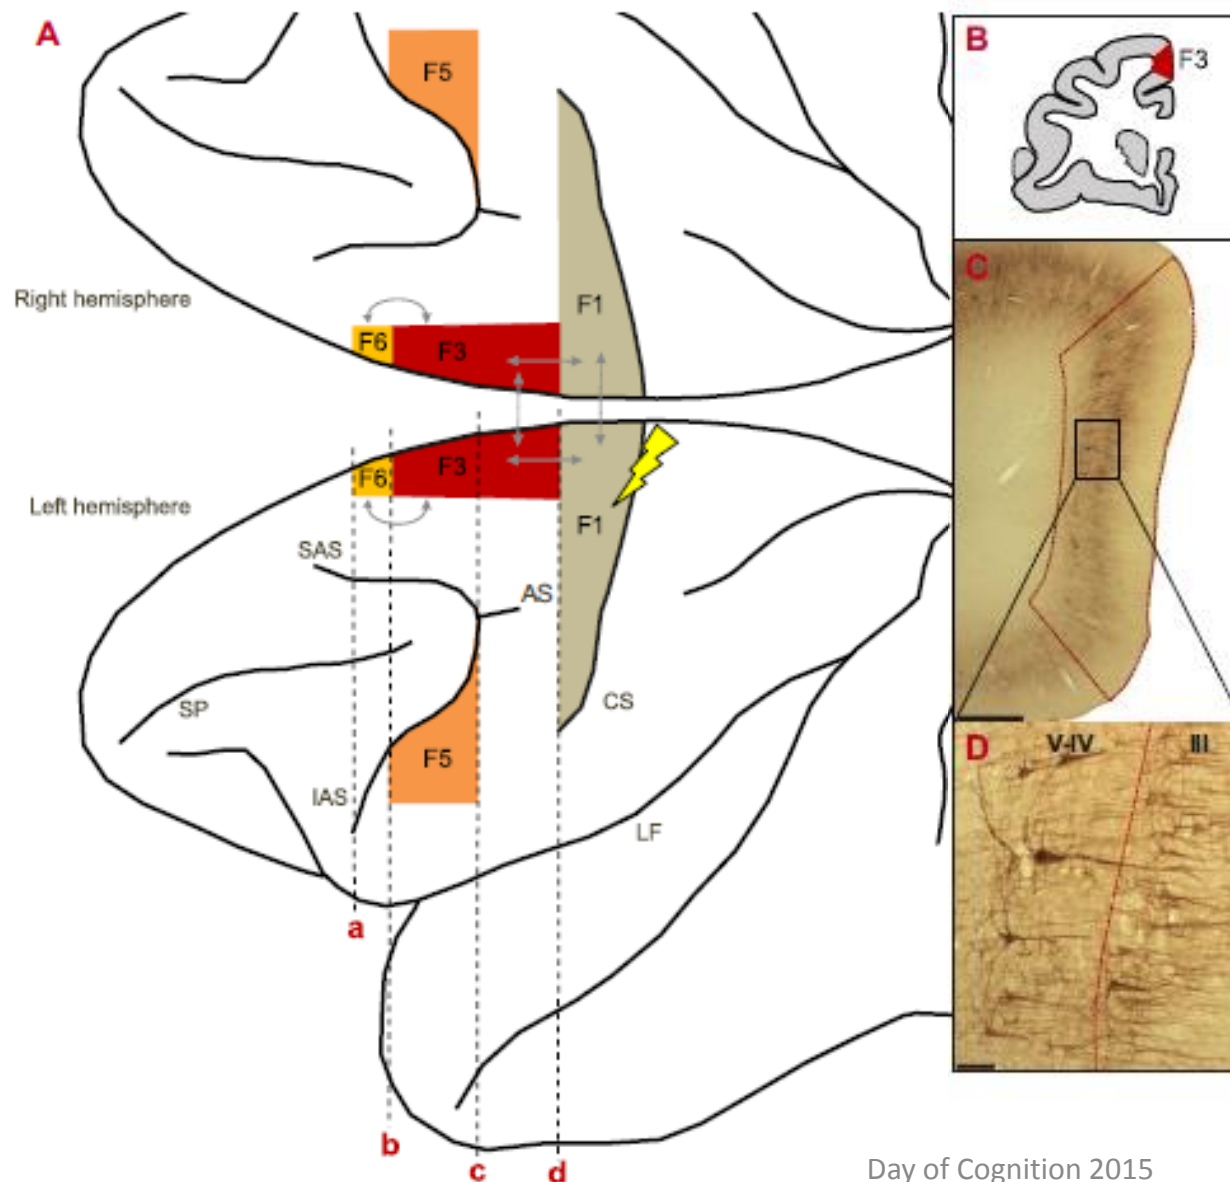 A
F5
Right hemisphere
F6
F3
F1
F6
F3
F1
Left hemisphere
SAS
AS
SP
CS
F5
IAS
LF
a
b
c
d
B
F3
C
D
V-IV
III
Day of Cognition 2015